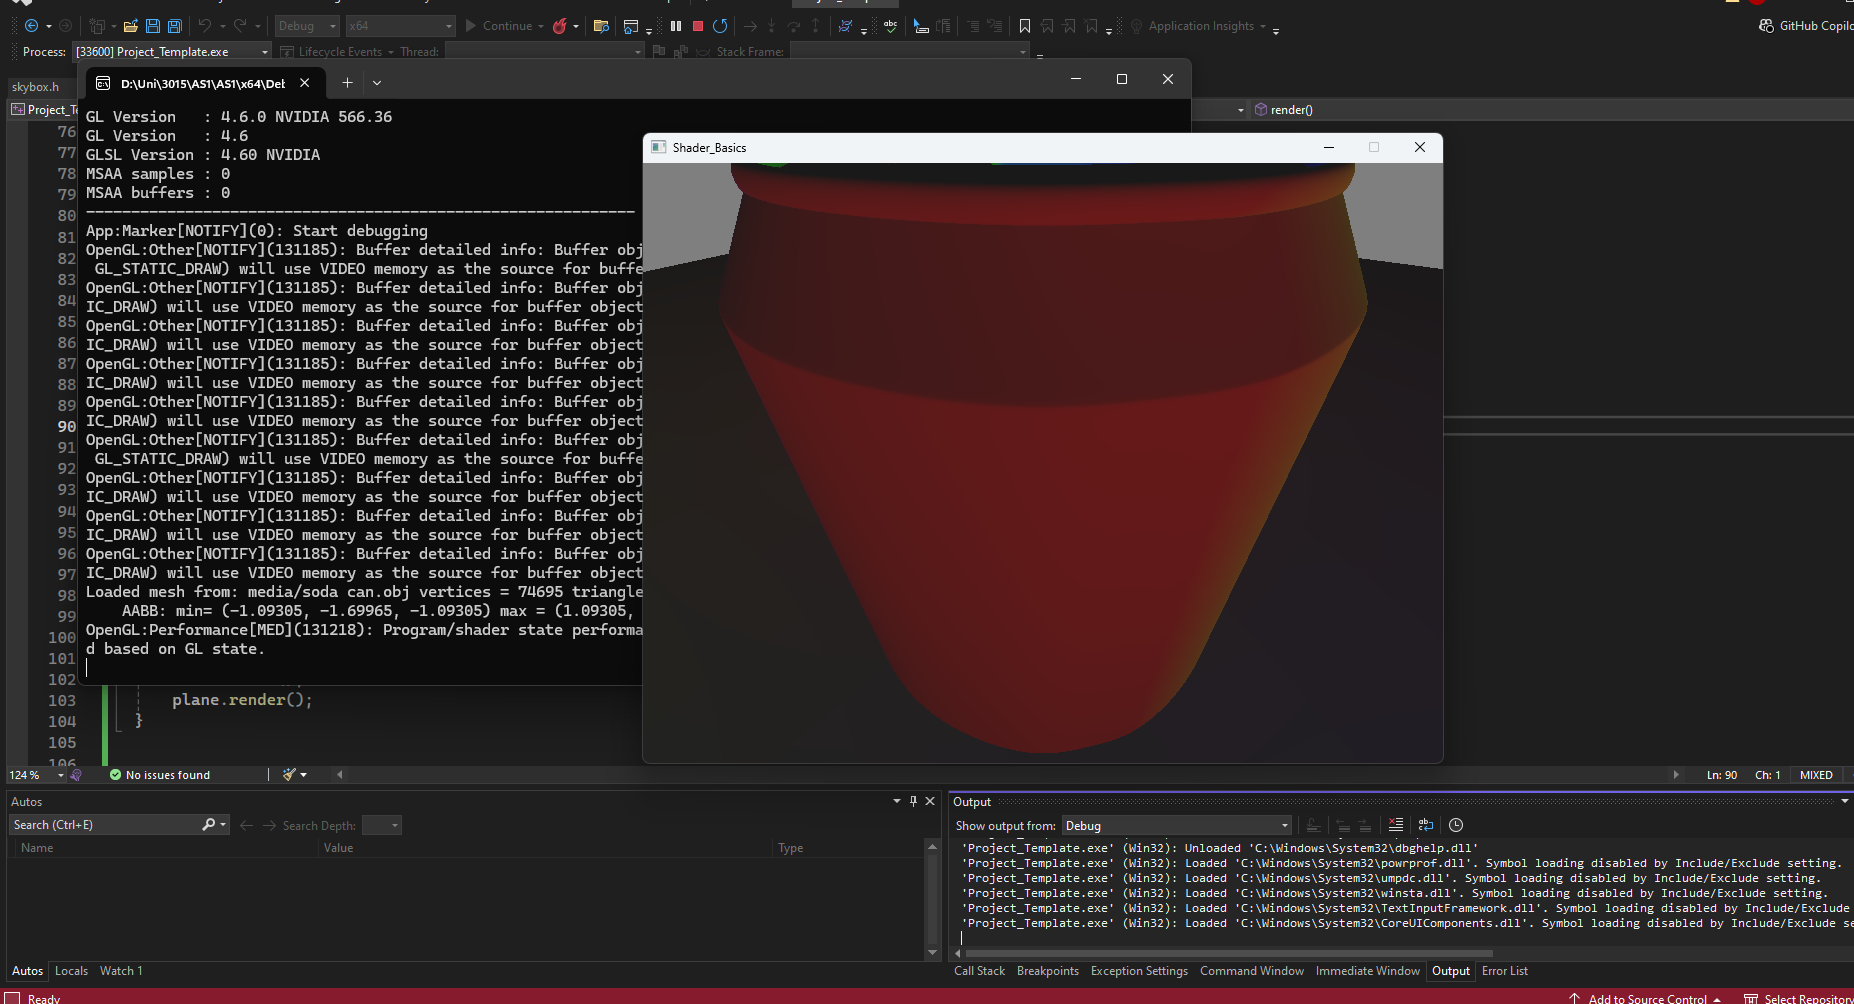 Debug
x64
Continue
Application Insights
GitHub Copilo
Process: [33600] Project_Template.exe
Lifecycle Events
Thread:
Stack Frame:
skybox.h
D:\Uni\3015\AS1\AS1\x64\Det
Project_Te
render()
GL Version : 4.6.0 NVIDIA 566.36
GL Version : 4.6
GLSL Version : 4.60 NVIDIA
MSAA samples : 0
MSAA buffers : 0
------------------------------------------------------------
App:Marker[NOTIFY](0): Start debugging
OpenGL:Other[NOTIFY](131185): Buffer detailed info: Buffer obj
GL_STATIC_DRAW) will use VIDEO memory as the source for buffe
OpenGL:Other[NOTIFY](131185): Buffer detailed info: Buffer obj
IC_DRAW) will use VIDEO memory as the source for buffer object
OpenGL:Other[NOTIFY](131185): Buffer detailed info: Buffer obj
IC_DRAW) will use VIDEO memory as the source for buffer object
OpenGL:Other[NOTIFY](131185): Buffer detailed info: Buffer obj
IC_DRAW) will use VIDEO memory as the source for buffer object
OpenGL:Other[NOTIFY](131185): Buffer detailed info: Buffer obj
IC_DRAW) will use VIDEO memory as the source for buffer object
OpenGL:Other[NOTIFY](131185): Buffer detailed info: Buffer obj
GL_STATIC_DRAW) will use VIDEO memory as the source for buffe
OpenGL:Other[NOTIFY](131185): Buffer detailed info: Buffer obj
IC_DRAW) will use VIDEO memory as the source for buffer object
OpenGL:Other[NOTIFY](131185): Buffer detailed info: Buffer obj
IC_DRAW) will use VIDEO memory as the source for buffer object
OpenGL:Other[NOTIFY](131185): Buffer detailed info: Buffer obj
IC_DRAW) will use VIDEO memory as the source for buffer object
Loaded mesh from: media/soda can.obj vertices = 74695 triangle
AABB: min= (-1.09305, -1.69965, -1.09305) max = (1.09305,
OpenGL:Performance[MED](131218): Program/shader state performa
d based on GL state.
Shader_Basics
76
77
78
79
80
81
82
83
84
85
86
87
88
89
90
91
92
93
94
95
96
97
98
99
100
101
102
103 plane.render();
104 }
105
106
124 %
No issues found
Ln: 90 Ch: 1 MIXED
Autos
Search (Ctrl+E)
Search Depth:
Name Value Type
Autos Locals Watch 1
Output
Show output from: Debug
'Project_Template.exe' (Win32): Unloaded 'C:\Windows\System32\dbghelp.dll'
'Project_Template.exe' (Win32): Loaded 'C:\Windows\System32\powrprof.dll'. Symbol loading disabled by Include/Exclude setting.
'Project_Template.exe' (Win32): Loaded 'C:\Windows\System32\umpdc.dll'. Symbol loading disabled by Include/Exclude setting.
'Project_Template.exe' (Win32): Loaded 'C:\Windows\System32\winsta.dll'. Symbol loading disabled by Include/Exclude setting.
'Project_Template.exe' (Win32): Loaded 'C:\Windows\System32\TextInputFramework.dll'. Symbol loading disabled by Include/Exclude
'Project_Template.exe' (Win32): Loaded 'C:\Windows\System32\CoreUIComponents.dll'. Symbol loading disabled by Include/Exclude se
Call Stack Breakpoints Exception Settings Command Window Immediate Window Output Error List
Ready
Add to Source Control
Select Repository